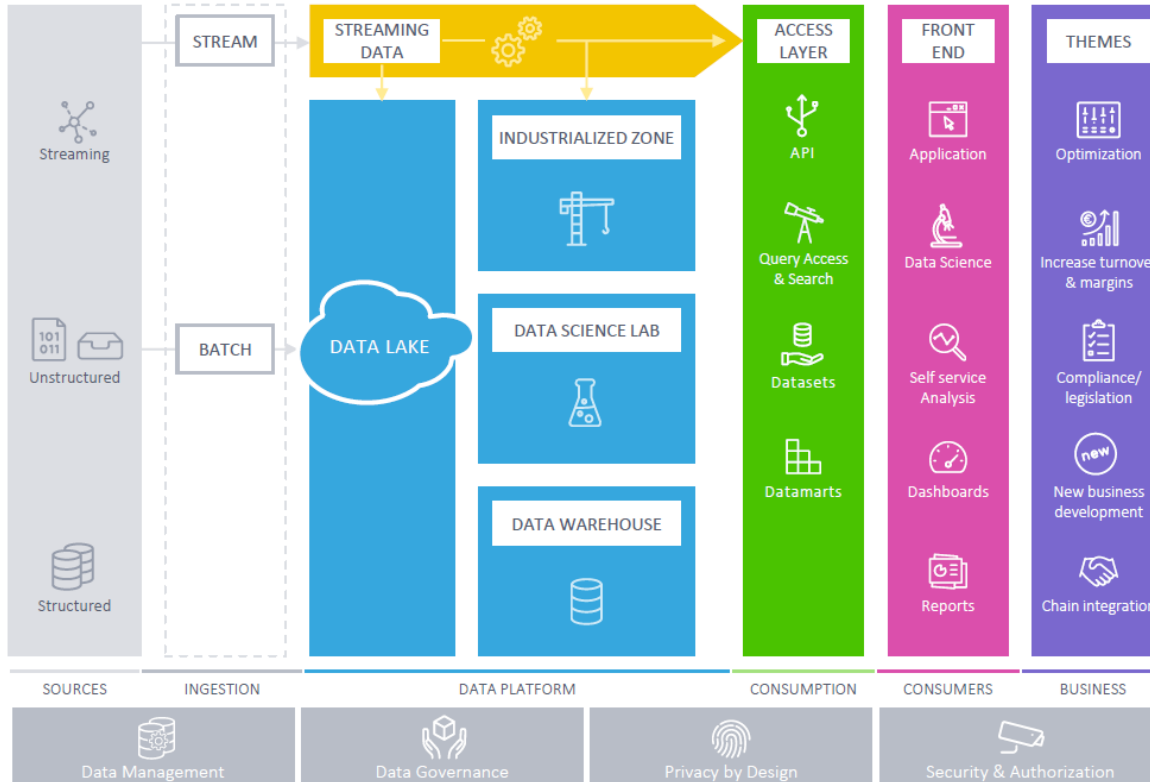 STREAM
STREAMING
DATA
ACCESS
LAYER
FRONT
END
THEMES
Streaming
INDUSTRIALIZED ZONE
API
Application
Optimization
Query Access
& Search
Data Science
€
Increase turnove
& margins
101
011
Unstructured
BATCH
DATA LAKE
DATA SCIENCE LAB
Datasets
Self service
Analysis
Compliance/
legislation
new
Datamarts
Dashboards
New business
development
DATA WAREHOUSE
Structured
Reports
Chain integration
SOURCES
INGESTION
DATA PLATFORM
CONSUMPTION
CONSUMERS
BUSINESS
Data Management
Data Governance
Privacy by Design
Security & Authorization